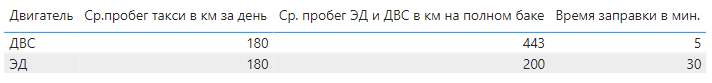 Двигатель Ср.пробег такси в км за день Ср. пробег ЭД и ДВС в км на полном баке Время заправки в мин.
ДВС 180 443 5
ЭД 180 200 30